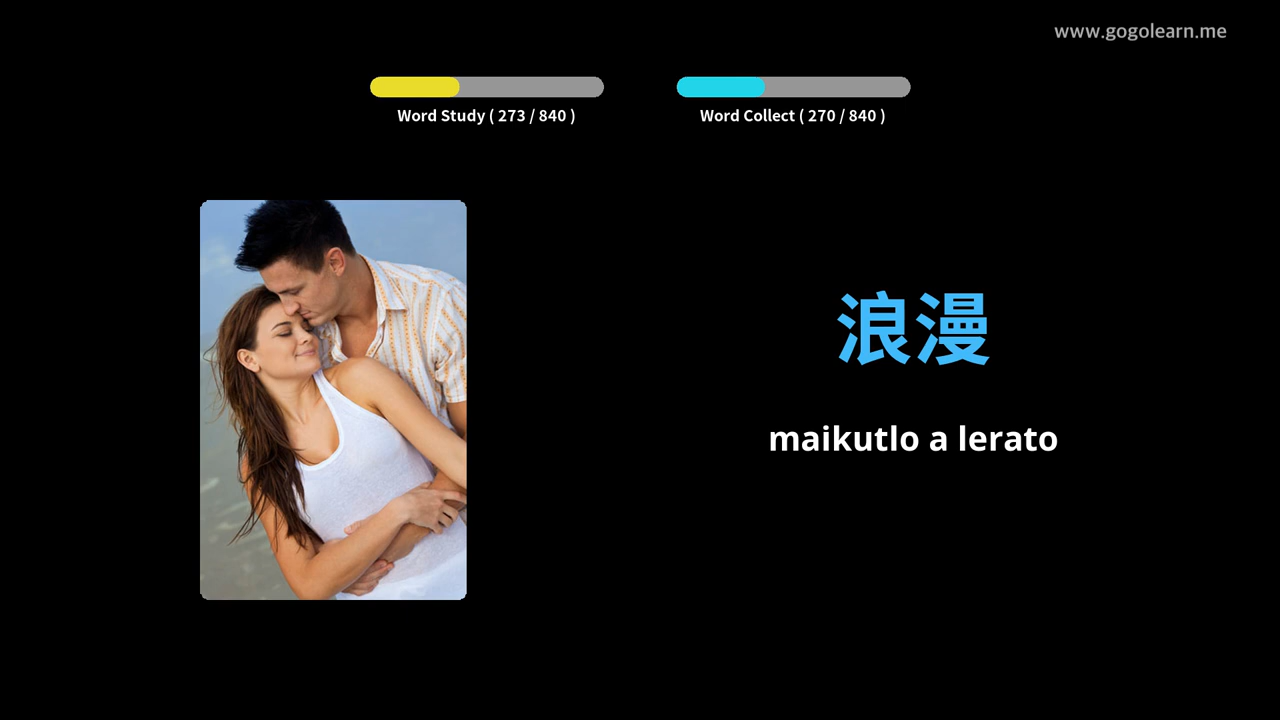 www.gogolearn.me
Word Study ( 273 / 840 )
Word Collect ( 270 / 840 )
浪漫
maikutlo a lerato